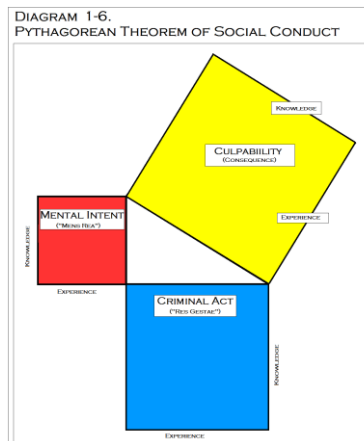 DIAGRAM 1-6.
PYTHAGOREAN THEOREM OF SOCIAL CONDUCT
KNOWLEDGE
CULPABIILITY
(CONSEQUENCE)
EXPERIENCE
MENTAL INTENT
("MENS REA")
KNOWLEDGE
EXPERIENCE
CRIMINAL ACT
("RES GESTAE")
KNOWLEDGE
EXPERIENCE